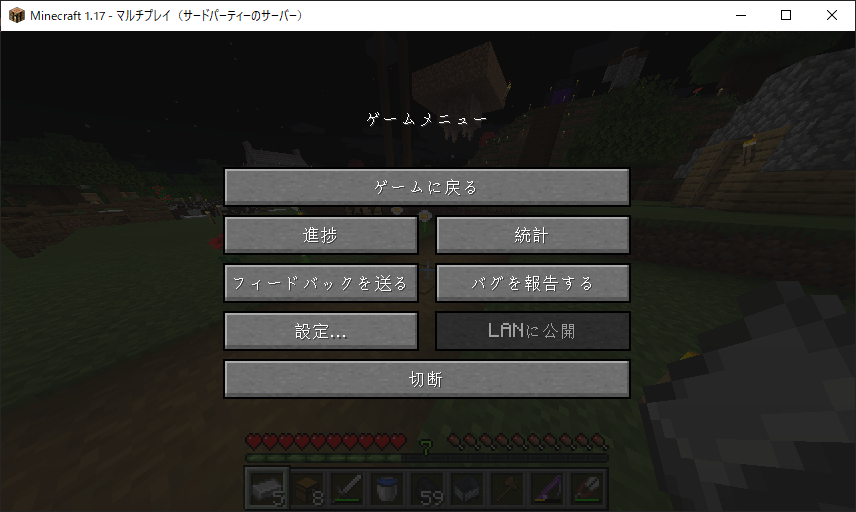 Minecraft 1.17 - マルチプレイ（サードパーティーのサーバー）
ゲームメニュー
ゲームに戻る
進捗
統計
フィードバックを送る
バグを報告する
設定...
LANに公開
切断
7
5
8
59